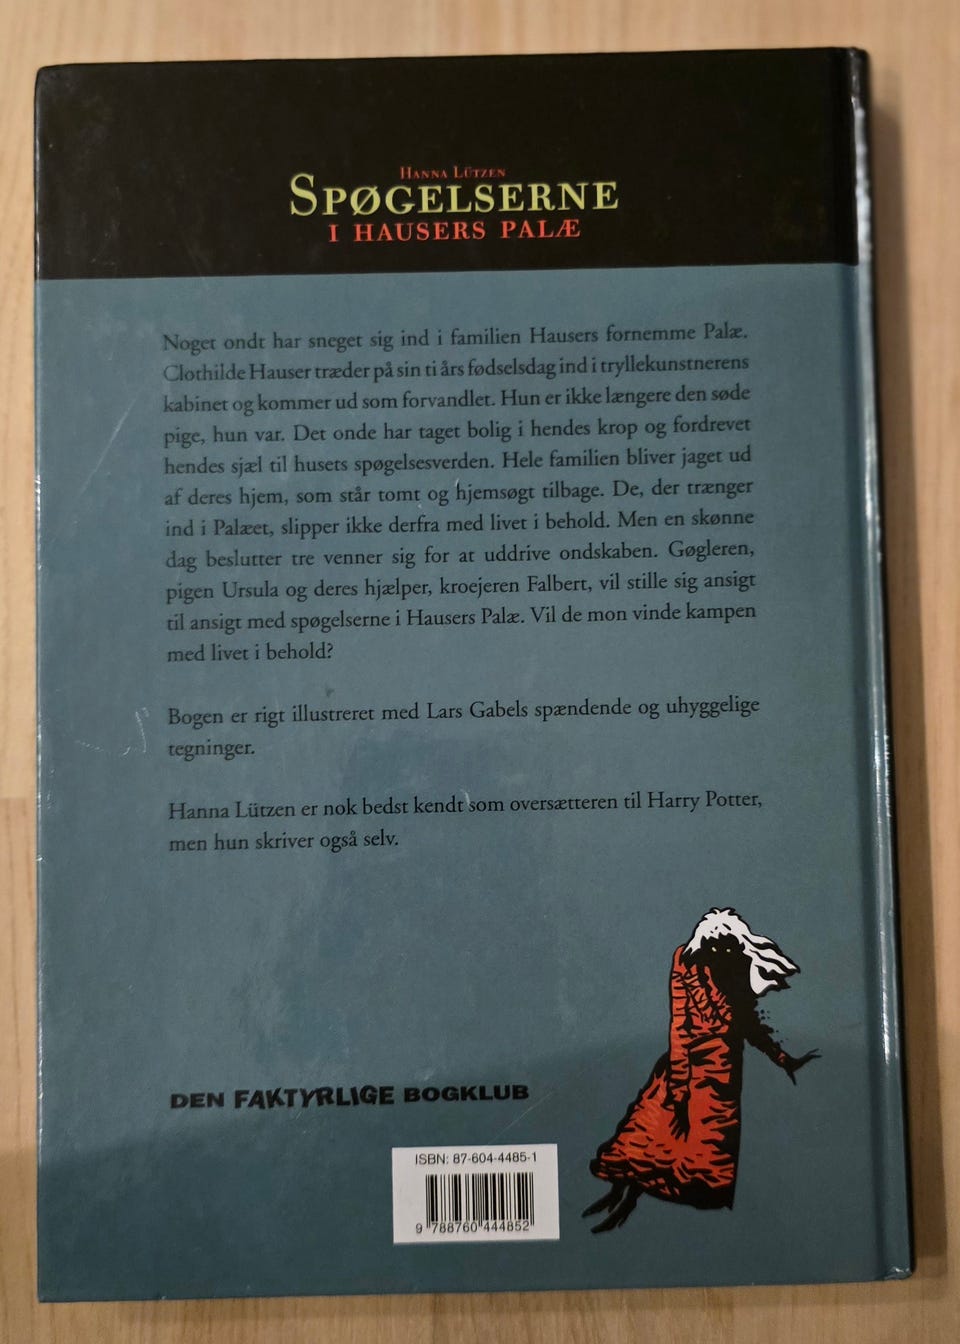 Hanna Lützen
Spøgelserne
i Hausers Palæ
Noget ondt har sneget sig ind i familien Hausers fornemme Palæ.
Clothilde Hauser træder på sin ti års fødselsdag ind i tryllekunstnerens
kabinet og kommer ud som forvandlet. Hun er ikke længere den søde
pige, hun var. Det onde har taget bolig i hendes krop og fordrevet
hendes sjæl til husets spøgelsesverden. Hele familien bliver jaget ud
af deres hjem, som står tomt og hjemsøgt tilbage. De, der trænger
ind i Palæet, slipper ikke derfra med livet i behold. Men en skønne
dag beslutter tre venner sig for at uddrive ondskaben. Gøgleren,
pigen Ursula og deres hjælper, kroejeren Falbert, vil stille sig ansigt
til ansigt med spøgelserne i Hausers Palæ. Vil de mon vinde kampen
med livet i behold?
Bogen er rigt illustreret med Lars Gabels spændende og uhyggelige
tegninger.
Hanna Lützen er nok bedst kendt som oversætteren til Harry Potter,
men hun skriver også selv.
DEN FAKTYRLIGE BOGKLUB
ISBN: 87-604-4485-1
9 788760 444852